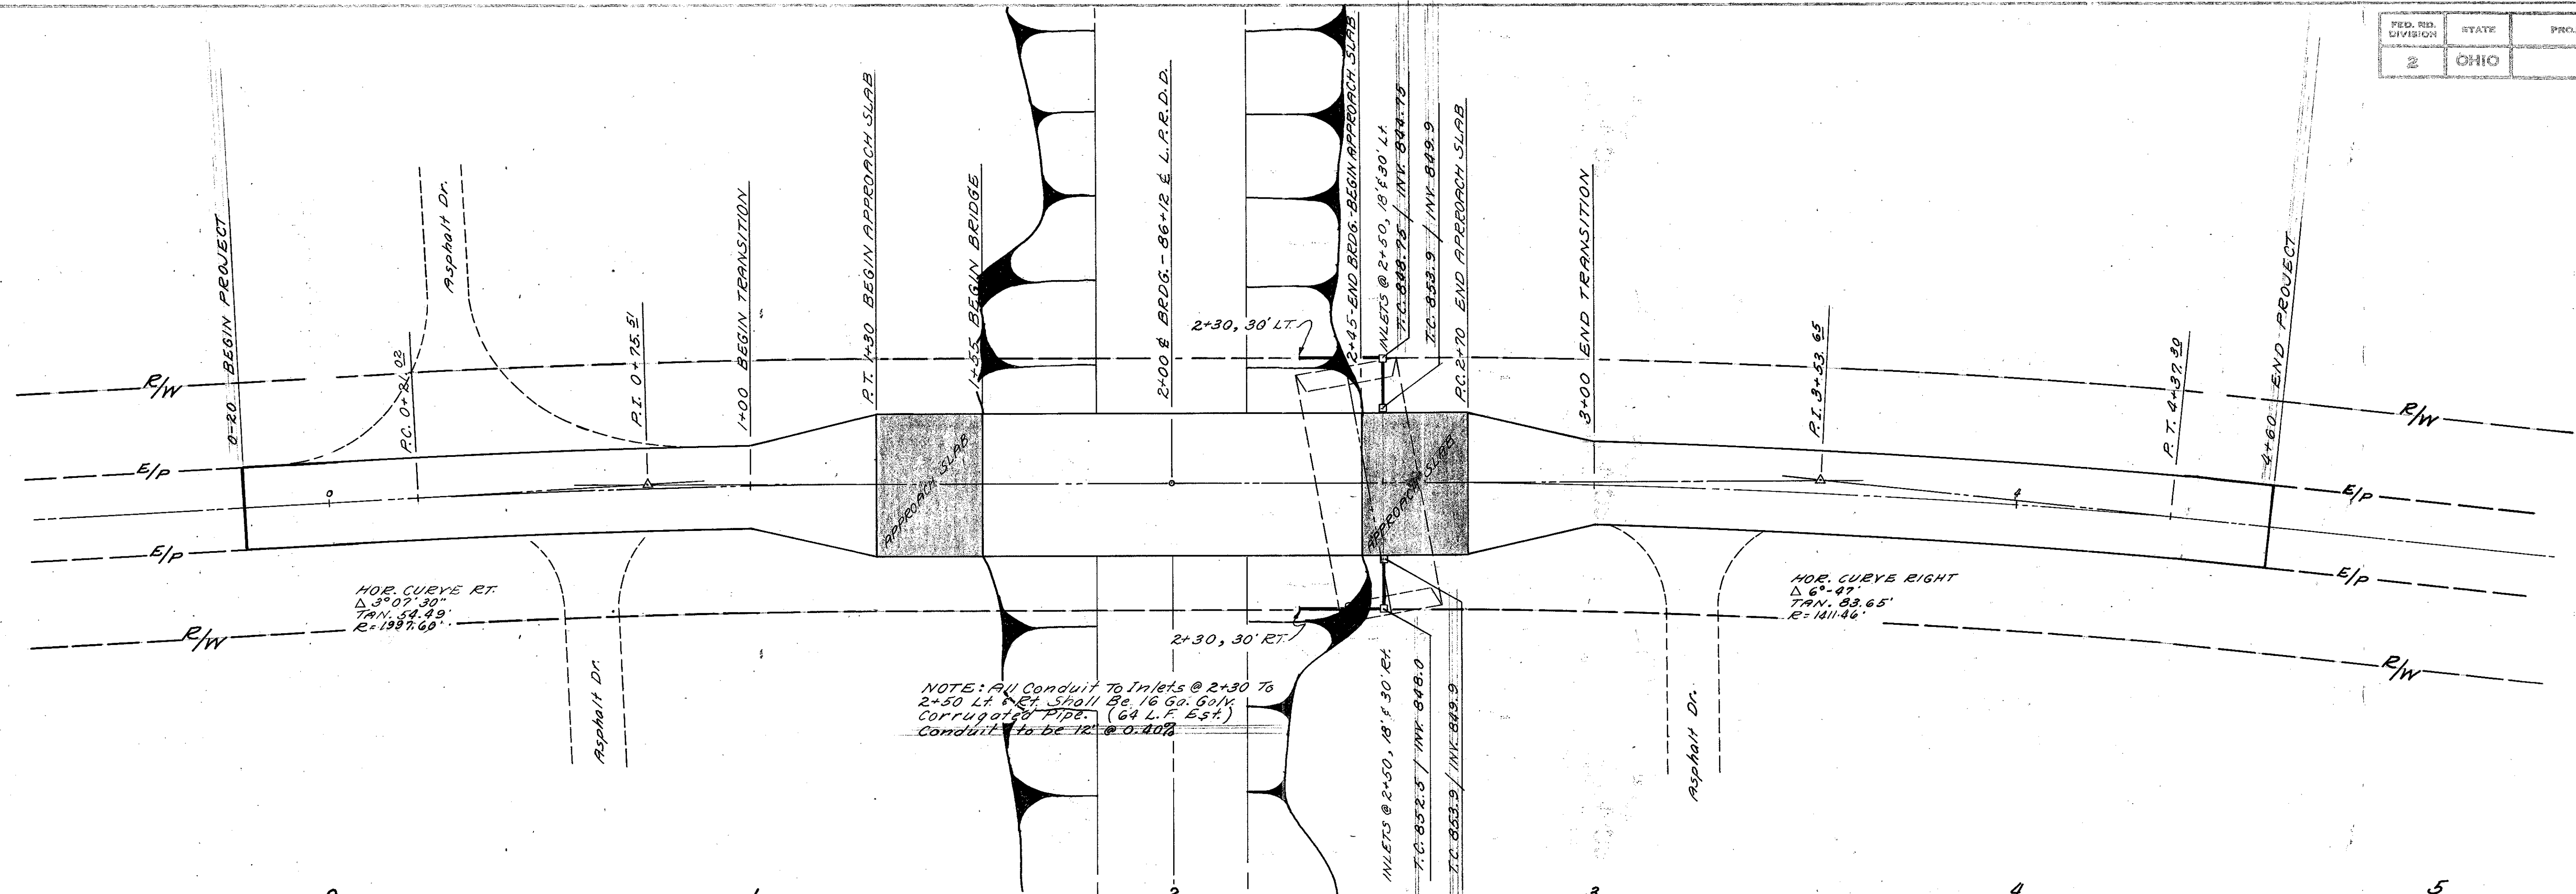 FED. RD. DIVISION
STATE
2
OHIO
0-20 BEGIN PROJECT
Asphalt Dr.
P.C. 0+21.02
P.I. 0+75.51
1+00 BEGIN TRANSITION
P.T. 1+30 BEGIN APPROACH SLAB
1+55 BEGIN BRIDGE
2+00 ℄ BRDG. - 86+12 ℄ L.P.R.D.D.
2+45-END BRDG.-BEGIN APPROACH SLAB
INLETS @ 2+50, 18' & 30' Lt.
T.C. 848.75 / INV. 844.75
T.C. 853.9 / INV. 849.9
P.C. 2+70 END APPROACH SLAB
3+00 END TRANSITION
P.I. 3+53.65
P.T. 4+37.30
4+60 END PROJECT
2+30, 30' LT.
R/W
R/W
E/P
E/P
0
APPROACH SLAB
APPROACH SLAB
4
E/P
E/P
HOR. CURVE RT.
Δ 3°07'30"
TAN. 54.49'
R=1997.60'
R/W
HOR. CURVE RIGHT
Δ 6°-47'
TAN. 83.65'
R=1411.46'
R/W
2+30, 30' RT.
Asphalt Dr.
Asphalt Dr.
NOTE: All Conduit To Inlets @ 2+30 To
2+50 Lt. & Rt. Shall Be 16 Ga. Galv.
Corrugated Pipe. (64 L.F. Est.)
Conduit to be 12" @ 0.40%
INLETS @ 2+50, 18' & 30' Rt.
T.C. 852.5 / INV. 848.0
T.C. 853.9 / INV. 849.9
3
4
5